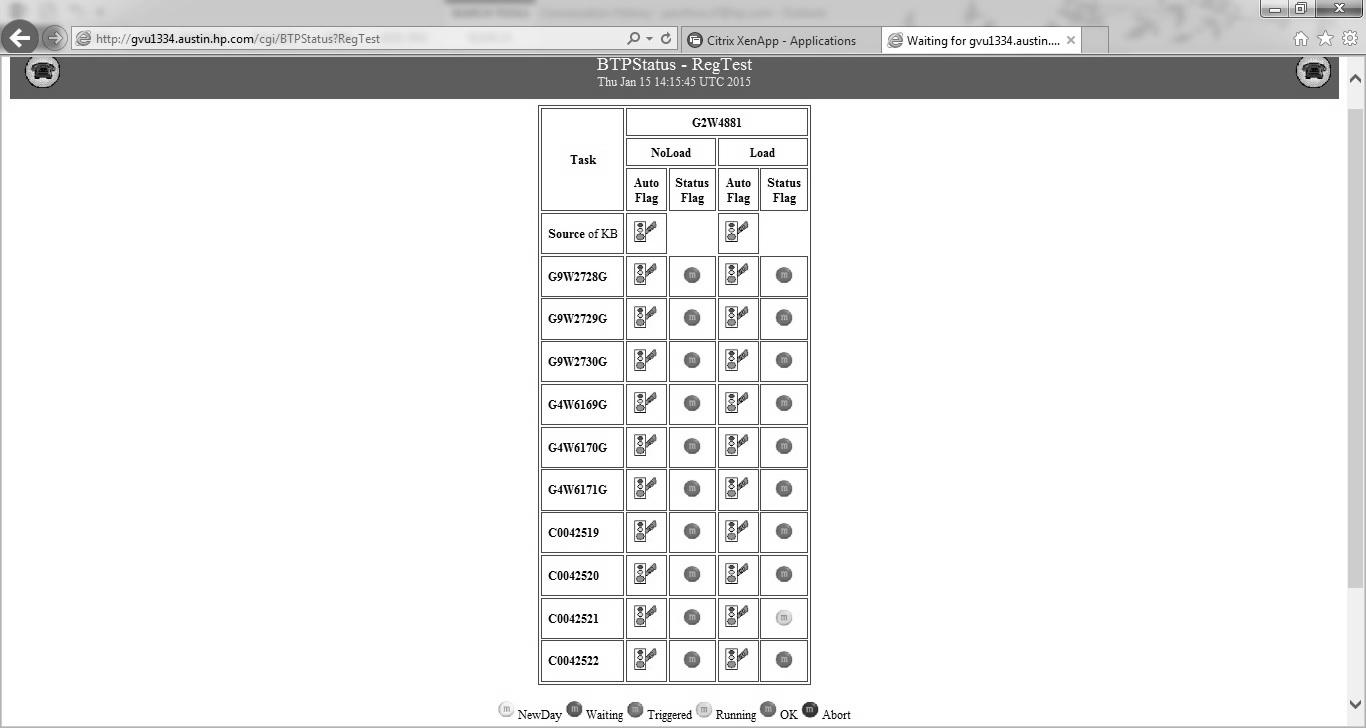 http://gvu1334.austin.hp.com/cgi/BTPStatus?RegTest
Citrix XenApp - Applications
Waiting for gvu1334.austin....
BTPStatus - RegTest
Thu Jan 15 14:15:45 UTC 2015
Task
G2W4881
NoLoad Load
Auto Flag Status Flag Auto Flag Status Flag
Source of KB
G9W2728G m m
G9W2729G m m
G9W2730G m m
G4W6169G m m
G4W6170G m m
G4W6171G m m
C0042519 m m
C0042520 m m
C0042521 m m
C0042522 m m
m NewDay m Waiting m Triggered m Running m OK m Abort